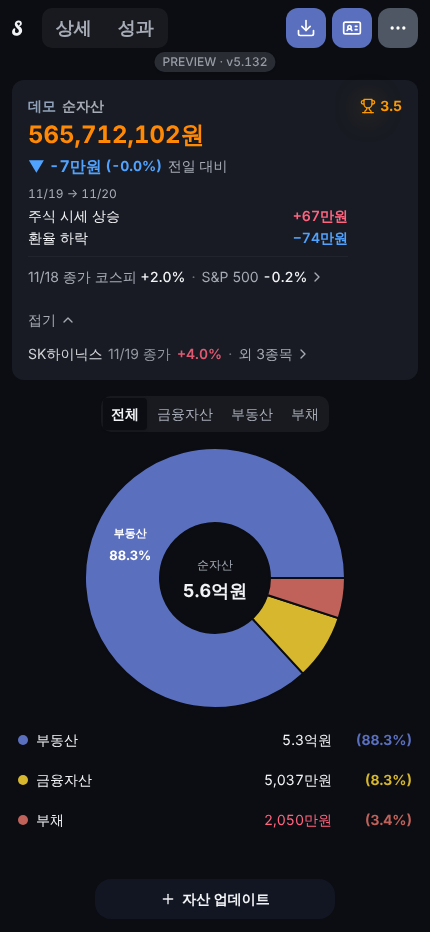 상세 성과
PREVIEW · v5.132
데모 순자산
3.5
565,712,102원
▼ -7만원 (-0.0%) 전일 대비
11/19 → 11/20
주식 시세 상승 +67만원
환율 하락 −74만원
11/18 종가 코스피 +2.0% · S&P 500 -0.2% >
접기
SK하이닉스 11/19 종가 +4.0% · 외 3종목 >
전체 금융자산 부동산 부채
부동산
88.3%
순자산
5.6억원
부동산 5.3억원 (88.3%)
금융자산 5,037만원 (8.3%)
부채 2,050만원 (3.4%)
+ 자산 업데이트